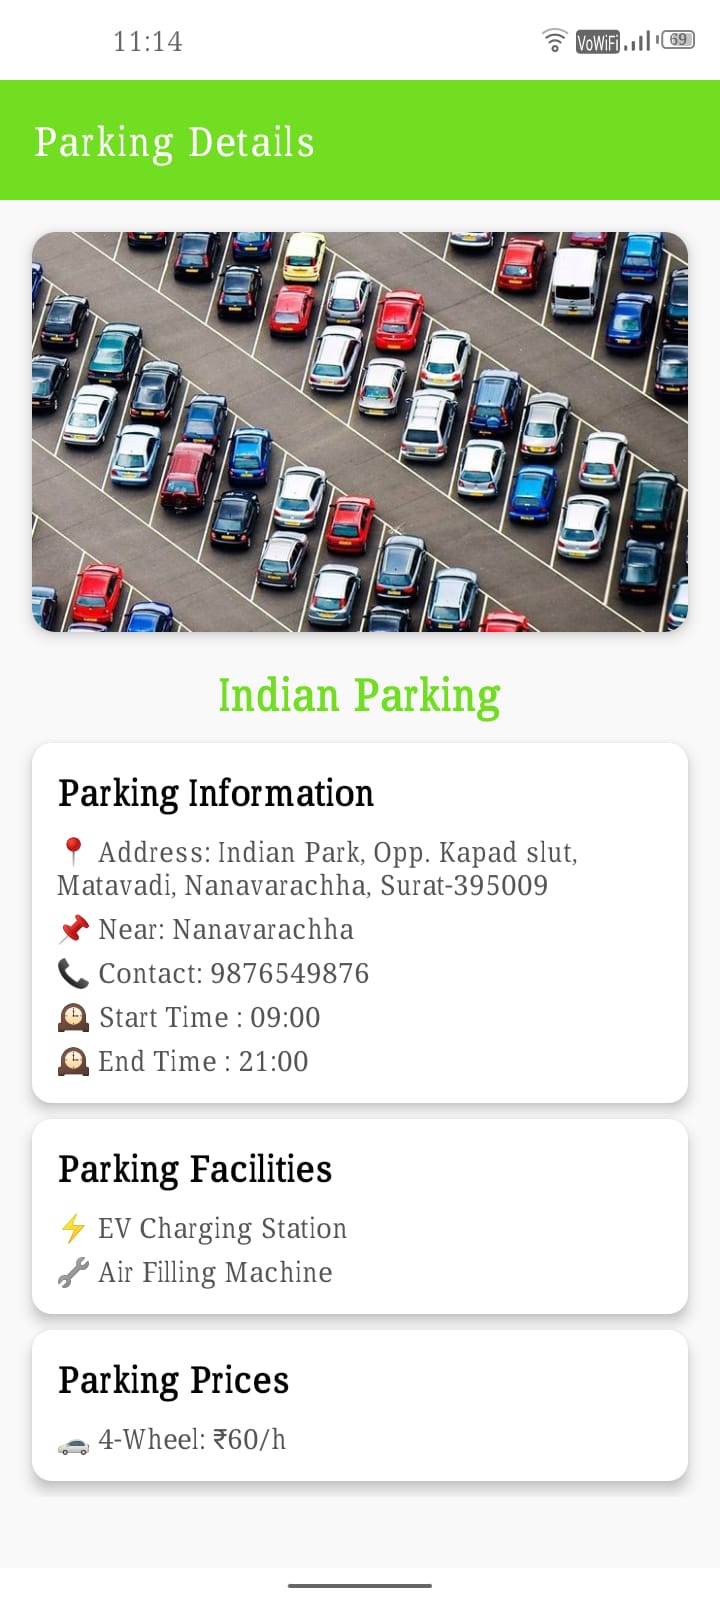 11:14
VoWiFi
69
Parking Details
Indian Parking
Parking Information
📍 Address: Indian Park, Opp. Kapad slut,
Matavadi, Nanavarachha, Surat-395009
📌 Near: Nanavarachha
📞 Contact: 9876549876
🕰 Start Time : 09:00
🕰 End Time : 21:00
Parking Facilities
⚡ EV Charging Station
🔧 Air Filling Machine
Parking Prices
🚗 4-Wheel: ₹60/h